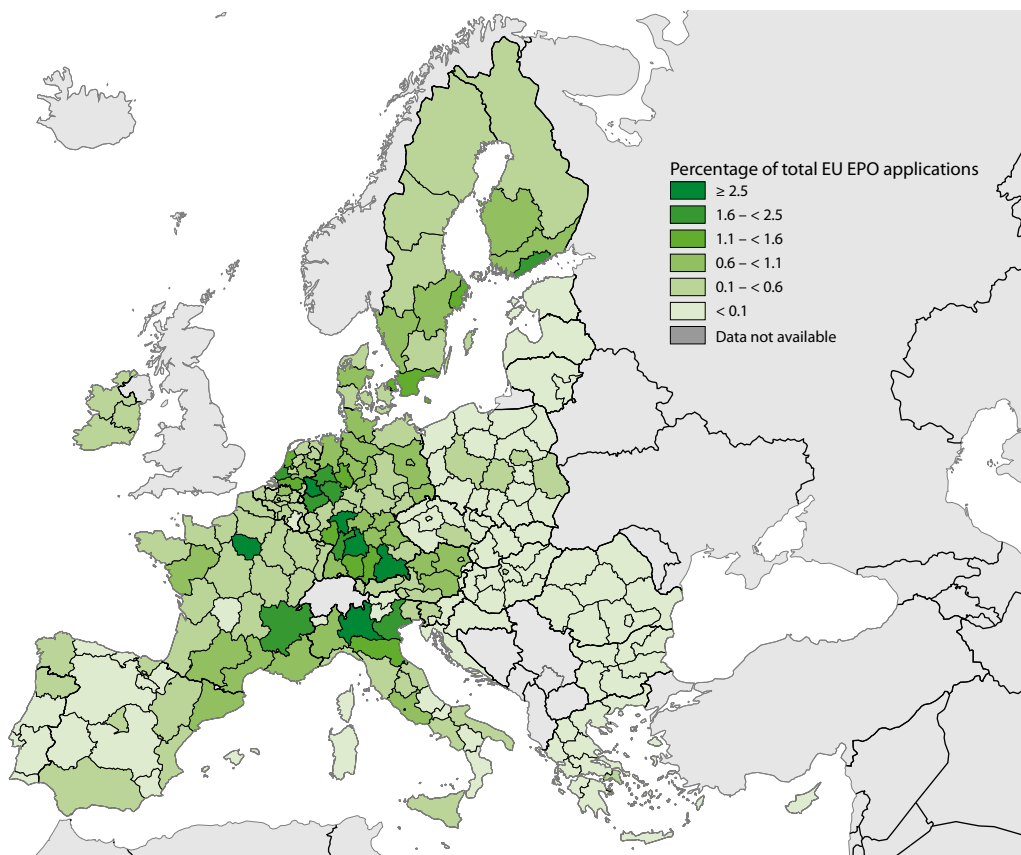 Percentage of total EU EPO applications
≥ 2.5
1.6 – < 2.5
1.1 – < 1.6
0.6 – < 1.1
0.1 – < 0.6
< 0.1
Data not available